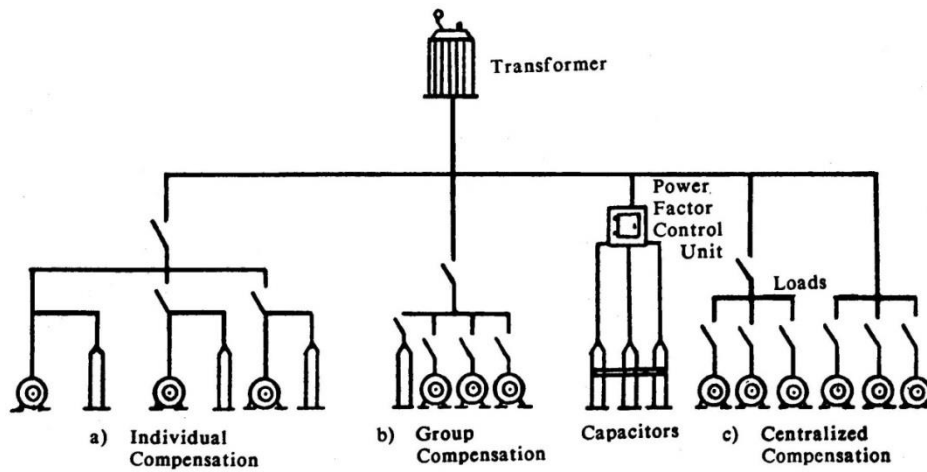 Transformer
Power
Factor
Control
Unit
Loads
a) Individual
Compensation
b) Group
Compensation
Capacitors
c) Centralized
Compensation